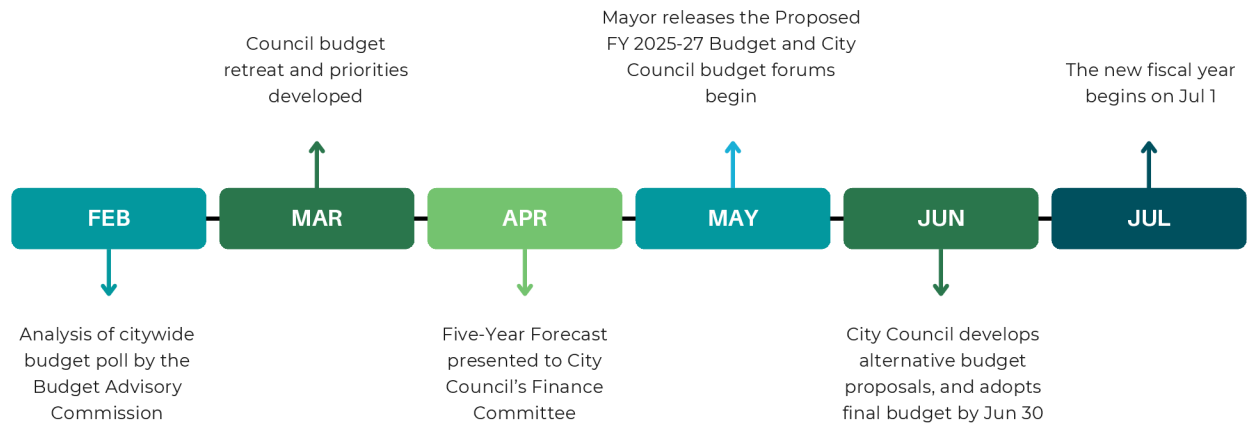 Mayor releases the Proposed
FY 2025-27 Budget and City
Council budget forums
begin
Council budget
retreat and priorities
developed
The new fiscal year
begins on Jul 1
FEB
MAR
APR
MAY
JUN
JUL
Analysis of citywide
budget poll by the
Budget Advisory
Commission
Five-Year Forecast
presented to City
Council’s Finance
Committee
City Council develops
alternative budget
proposals, and adopts
final budget by Jun 30